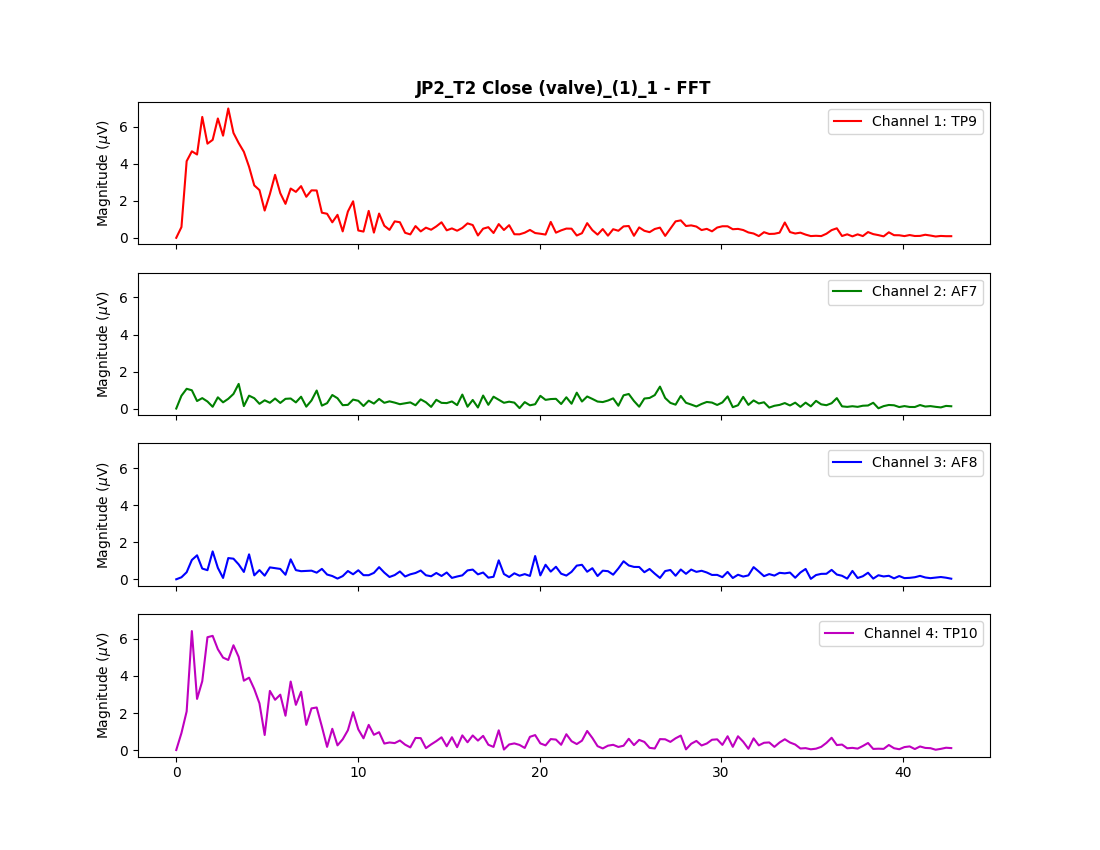 JP2_T2 Close (valve)_(1)_1 - FFT
Channel 1: TP9
Magnitude (μV)
6
4
2
0
Channel 2: AF7
Magnitude (μV)
6
4
2
0
Channel 3: AF8
Magnitude (μV)
6
4
2
0
Channel 4: TP10
Magnitude (μV)
6
4
2
0
0 10 20 30 40